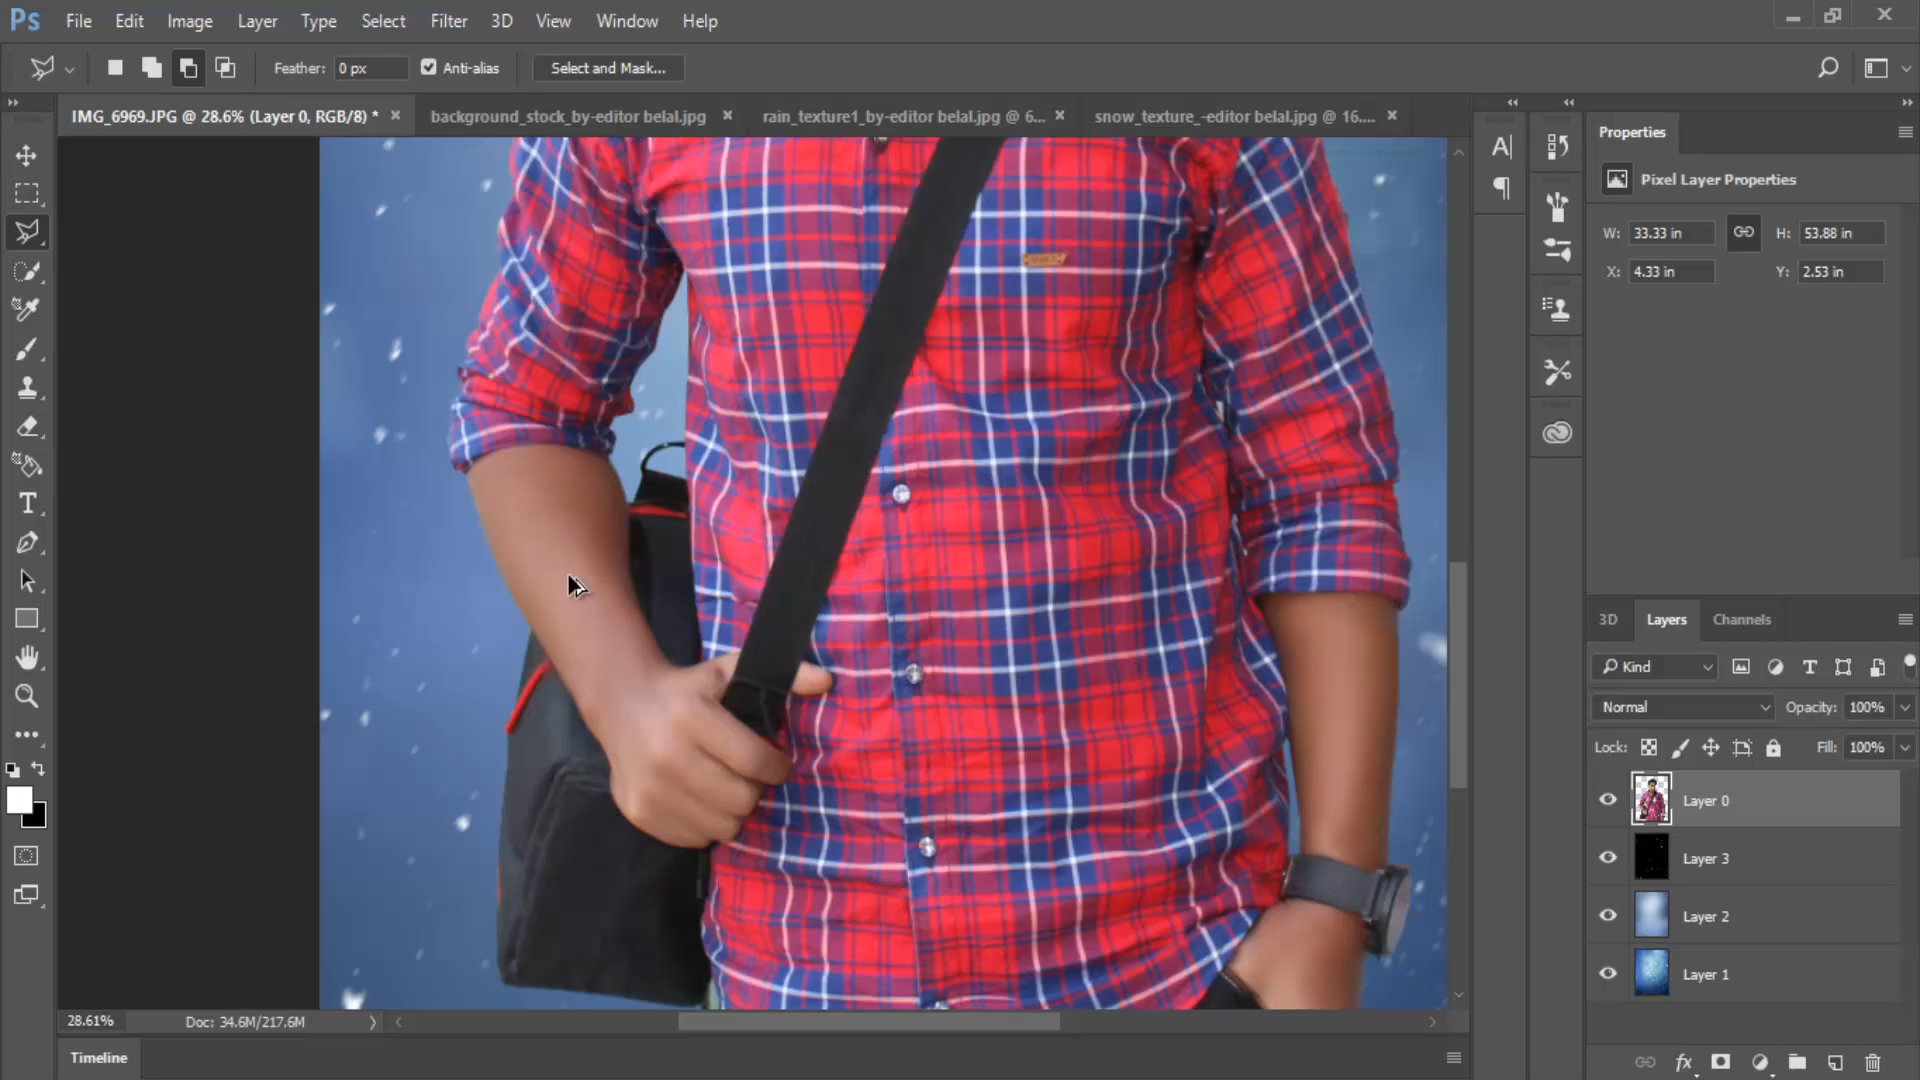 Ps File Edit Image Layer Type Select Filter 3D View Window Help
Feather: 0 px Anti-alias Select and Mask...
IMG_6969.JPG @ 28.6% (Layer 0, RGB/8) * background_stock_by-editor belal.jpg rain_texture1_by-editor belal.jpg @ 6... snow_texture_-editor belal.jpg @ 16....
Properties
Pixel Layer Properties
W: 33.33 in H: 53.88 in
X: 4.33 in Y: 2.53 in
3D Layers Channels
Kind
Normal Opacity: 100%
Lock: Fill: 100%
Layer 0
Layer 3
Layer 2
Layer 1
28.61% Doc: 34.6M/217.6M
Timeline